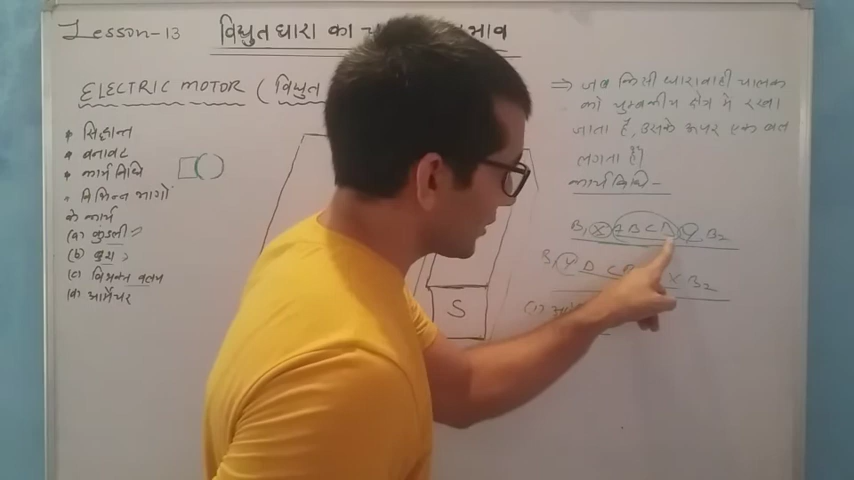 Lesson-13
विद्युत धारा का च भाव
ELECTRIC MOTOR ( विद्युत
• सिद्धान्त
• बनावट
• कार्य विधि
• विभिन्न भागों
के कार्य
(a) कुंडली
(b) ब्रुश
(c) विभक्त वलय
(d) आर्मेचर
S
⇒ जब किसी धारावाही चालक
को चुम्बकीय क्षेत्र में रखा
जाता है, उसके ऊपर एक बल
लगता है।
कार्यविधि -
B₁ X A B C D Y B₂
B₁ Y D C B X B₂
(1)